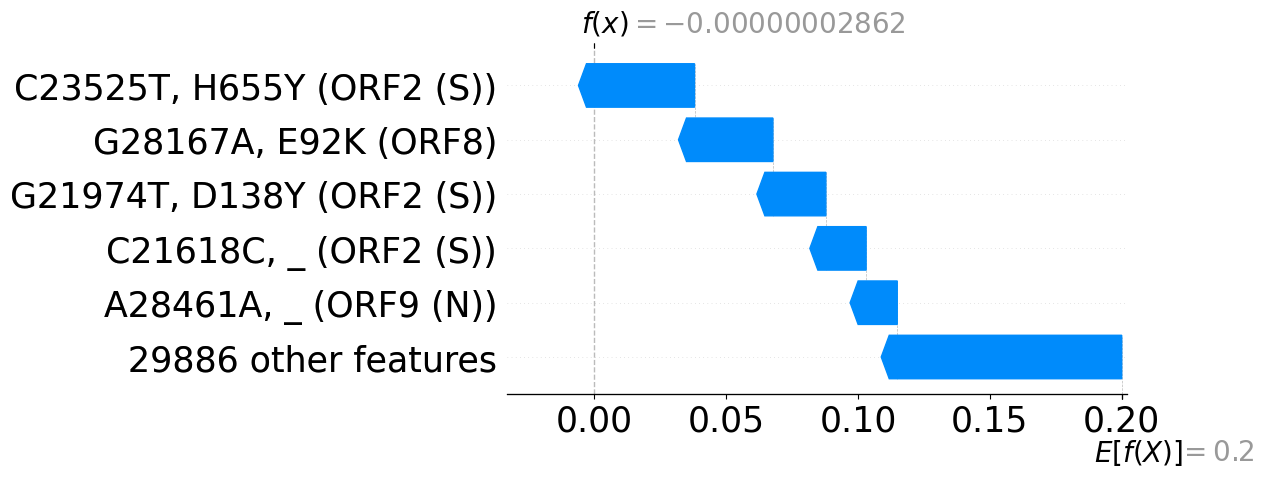 f(x) = −0.00000002862
C23525T, H655Y (ORF2 (S))
G28167A, E92K (ORF8)
G21974T, D138Y (ORF2 (S))
C21618C, _ (ORF2 (S))
A28461A, _ (ORF9 (N))
29886 other features
0.00 0.05 0.10 0.15 0.20
E[f(X)] = 0.2